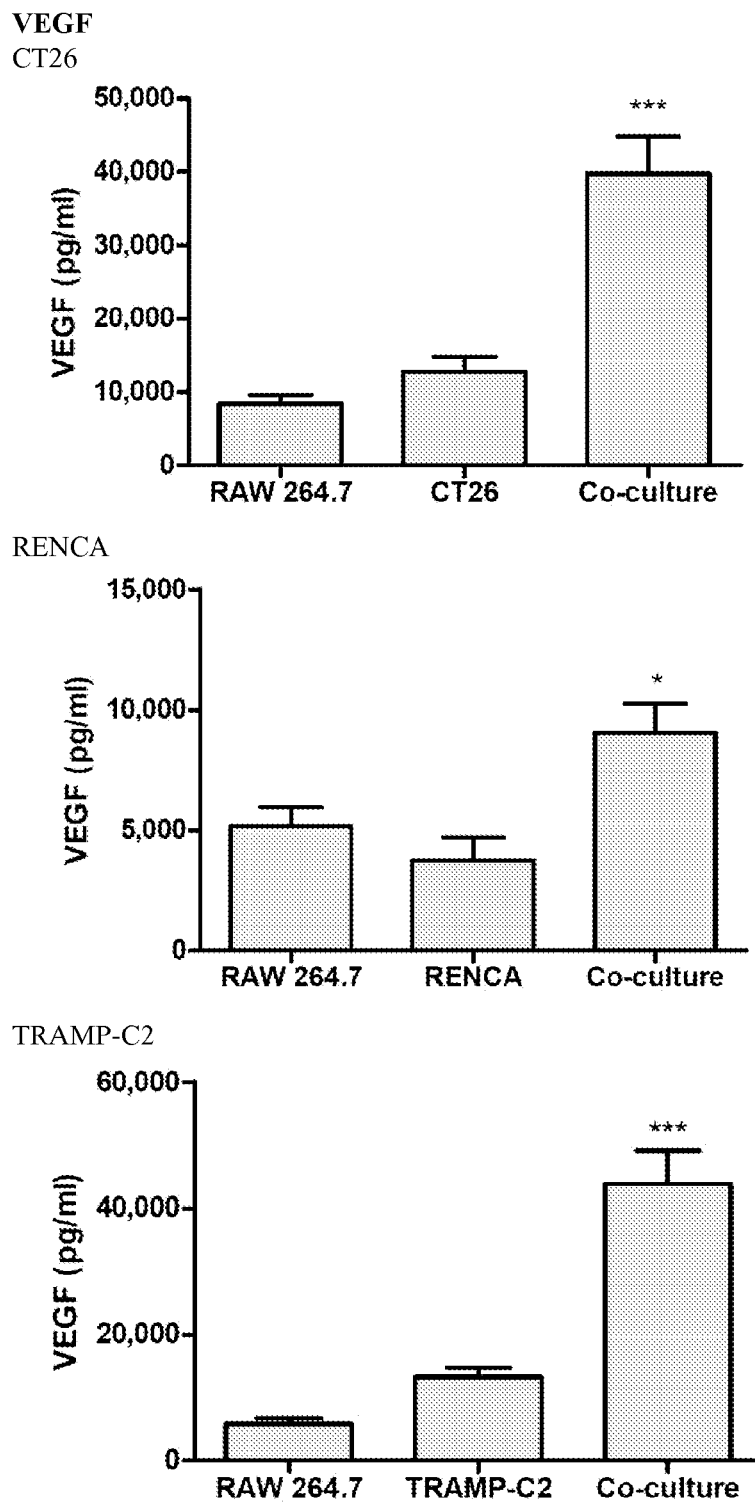 VEGF
CT26
50,000
***
40,000
30,000
20,000
10,000
0
VEGF (pg/ml)
RAW 264.7 CT26 Co-culture
RENCA
15,000
*
10,000
5,000
0
VEGF (pg/ml)
RAW 264.7 RENCA Co-culture
TRAMP-C2
60,000
***
40,000
20,000
0
VEGF (pg/ml)
RAW 264.7 TRAMP-C2 Co-culture